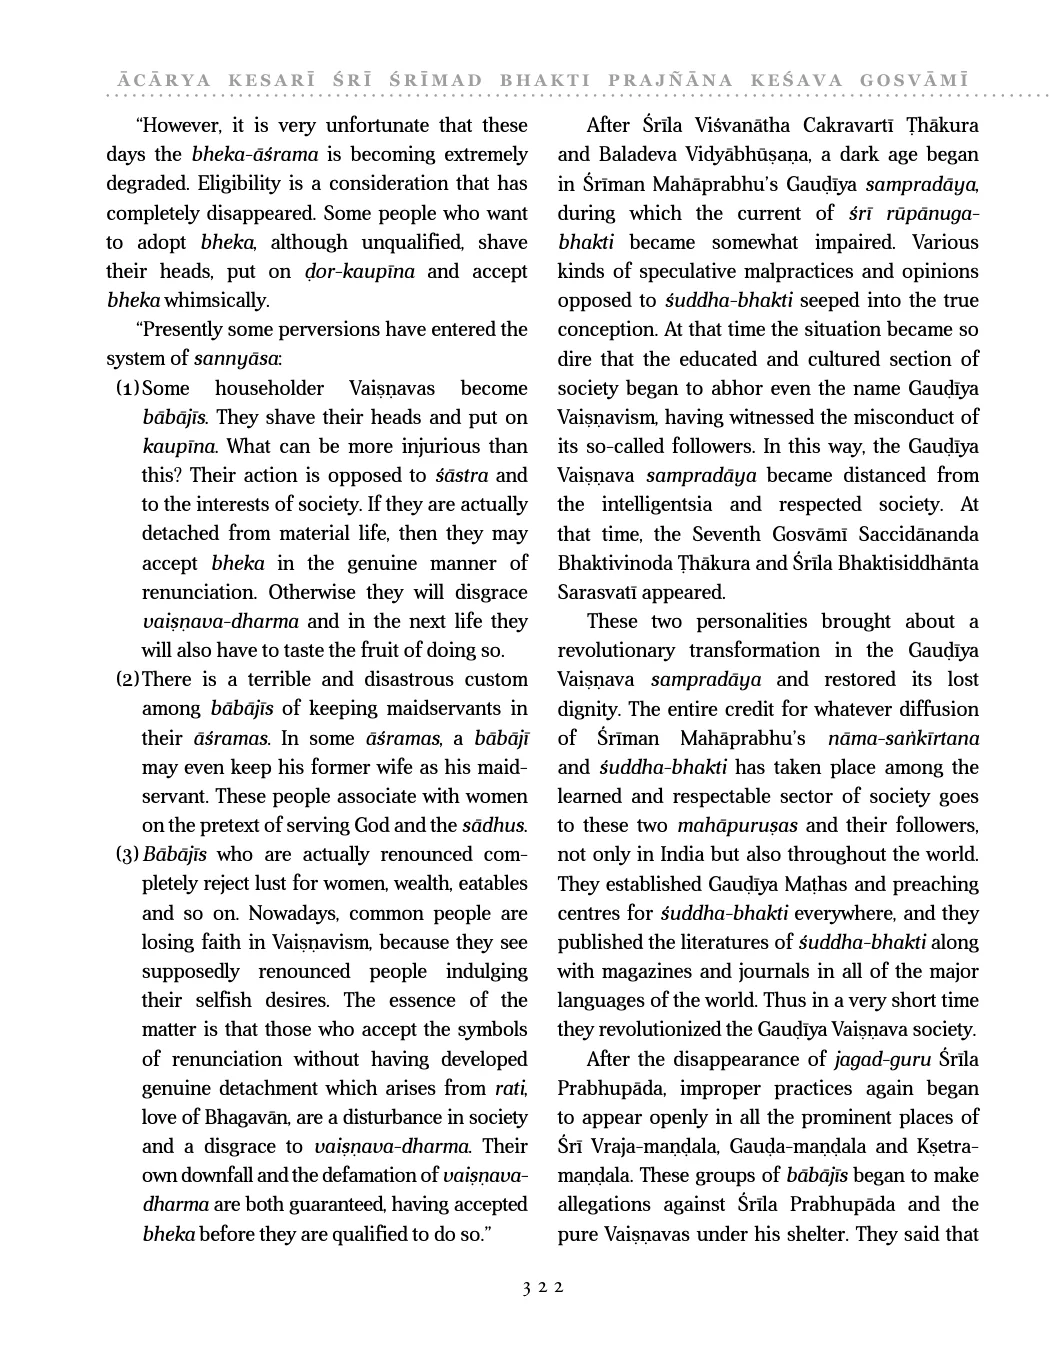 ĀCĀRYA KESARĪ ŚRĪ ŚRĪMAD BHAKTI PRAJÑĀNA KEŚAVA GOSVĀMĪ
“However, it is very unfortunate that these
days the bheka-āśrama is becoming extremely
degraded. Eligibility is a consideration that has
completely disappeared. Some people who want
to adopt bheka, although unqualified, shave
their heads, put on ḍor-kaupīna and accept
bheka whimsically.
“Presently some perversions have entered the
system of sannyāsa:
(1) Some householder Vaiṣṇavas become
bābājīs. They shave their heads and put on
kaupīna. What can be more injurious than
this? Their action is opposed to śāstra and
to the interests of society. If they are actually
detached from material life, then they may
accept bheka in the genuine manner of
renunciation. Otherwise they will disgrace
vaiṣṇava-dharma and in the next life they
will also have to taste the fruit of doing so.
(2) There is a terrible and disastrous custom
among bābājīs of keeping maidservants in
their āśramas. In some āśramas, a bābājī
may even keep his former wife as his maid-
servant. These people associate with women
on the pretext of serving God and the sādhus.
(3) Bābājīs who are actually renounced com-
pletely reject lust for women, wealth, eatables
and so on. Nowadays, common people are
losing faith in Vaiṣṇavism, because they see
supposedly renounced people indulging
their selfish desires. The essence of the
matter is that those who accept the symbols
of renunciation without having developed
genuine detachment which arises from rati,
love of Bhagavān, are a disturbance in society
and a disgrace to vaiṣṇava-dharma. Their
own downfall and the defamation of vaiṣṇava-
dharma are both guaranteed, having accepted
bheka before they are qualified to do so.”
After Śrīla Viśvanātha Cakravartī Ṭhākura
and Baladeva Vidyābhūṣaṇa, a dark age began
in Śrīman Mahāprabhu’s Gauḍīya sampradāya,
during which the current of śrī rūpānuga-
bhakti became somewhat impaired. Various
kinds of speculative malpractices and opinions
opposed to śuddha-bhakti seeped into the true
conception. At that time the situation became so
dire that the educated and cultured section of
society began to abhor even the name Gauḍīya
Vaiṣṇavism, having witnessed the misconduct of
its so-called followers. In this way, the Gauḍīya
Vaiṣṇava sampradāya became distanced from
the intelligentsia and respected society. At
that time, the Seventh Gosvāmī Saccidānanda
Bhaktivinoda Ṭhākura and Śrīla Bhaktisiddhānta
Sarasvatī appeared.
These two personalities brought about a
revolutionary transformation in the Gauḍīya
Vaiṣṇava sampradāya and restored its lost
dignity. The entire credit for whatever diffusion
of Śrīman Mahāprabhu’s nāma-saṅkīrtana
and śuddha-bhakti has taken place among the
learned and respectable sector of society goes
to these two mahāpuruṣas and their followers,
not only in India but also throughout the world.
They established Gauḍīya Maṭhas and preaching
centres for śuddha-bhakti everywhere, and they
published the literatures of śuddha-bhakti along
with magazines and journals in all of the major
languages of the world. Thus in a very short time
they revolutionized the Gauḍīya Vaiṣṇava society.
After the disappearance of jagad-guru Śrīla
Prabhupāda, improper practices again began
to appear openly in all the prominent places of
Śrī Vraja-maṇḍala, Gauḍa-maṇḍala and Kṣetra-
maṇḍala. These groups of bābājīs began to make
allegations against Śrīla Prabhupāda and the
pure Vaiṣṇavas under his shelter. They said that
322